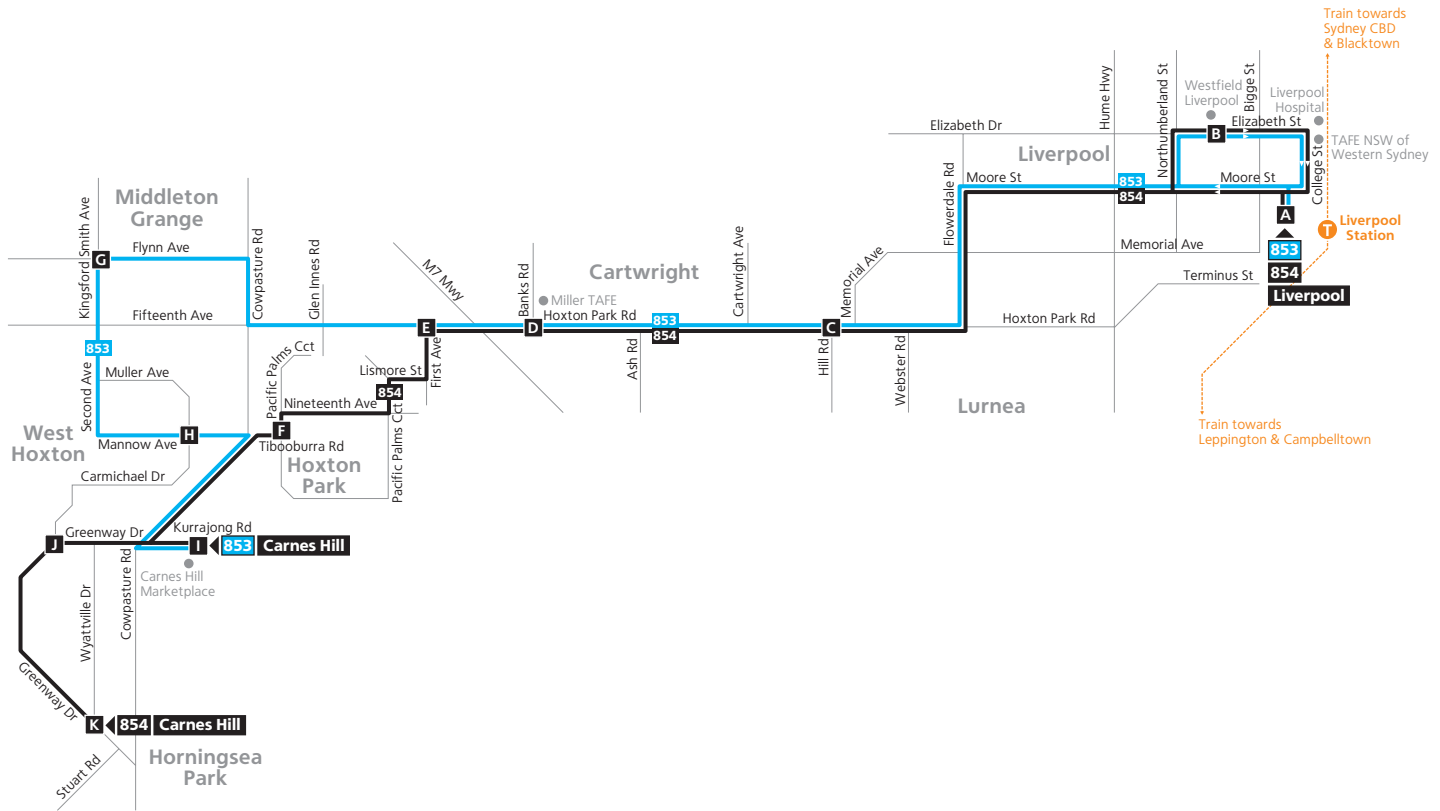 Train towards
Sydney CBD
& Blacktown
Hume Hwy
Northumberland St
Bigge St
Westfield
Liverpool
Liverpool
Hospital
Elizabeth Dr
Elizabeth St
B
TAFE NSW of
Western Sydney
Liverpool
College St
Flowerdale Rd
Moore St
853
854
Moore St
A
Middleton
Grange
Kingsford Smith Ave
Flynn Ave
G
Cowpasture Rd
Glen Innes Rd
M7 Mwy
Banks Rd
Cartwright
Cartwright Ave
Memorial Ave
Memorial Ave
T
Liverpool
Station
853
854
Liverpool
Terminus St
Miller TAFE
Hoxton Park Rd
Fifteenth Ave
853
854
Hoxton Park Rd
E
D
C
853
Second Ave
Muller Ave
Pacific Palms Cct
Lismore St
First Ave
Ash Rd
Hill Rd
Webster Rd
854
Nineteenth Ave
Pacific Palms Cct
Lurnea
West
Hoxton
H
Mannow Ave
F
Tibooburra Rd
Hoxton
Park
Train towards
Leppington & Campbelltown
Carmichael Dr
Greenway Dr
Kurrajong Rd
J
I
853
Carnes Hill
Carnes Hill
Marketplace
Wyattville Dr
Cowpasture Rd
Greenway Dr
K
854
Carnes Hill
Stuart Rd
Horningsea
Park